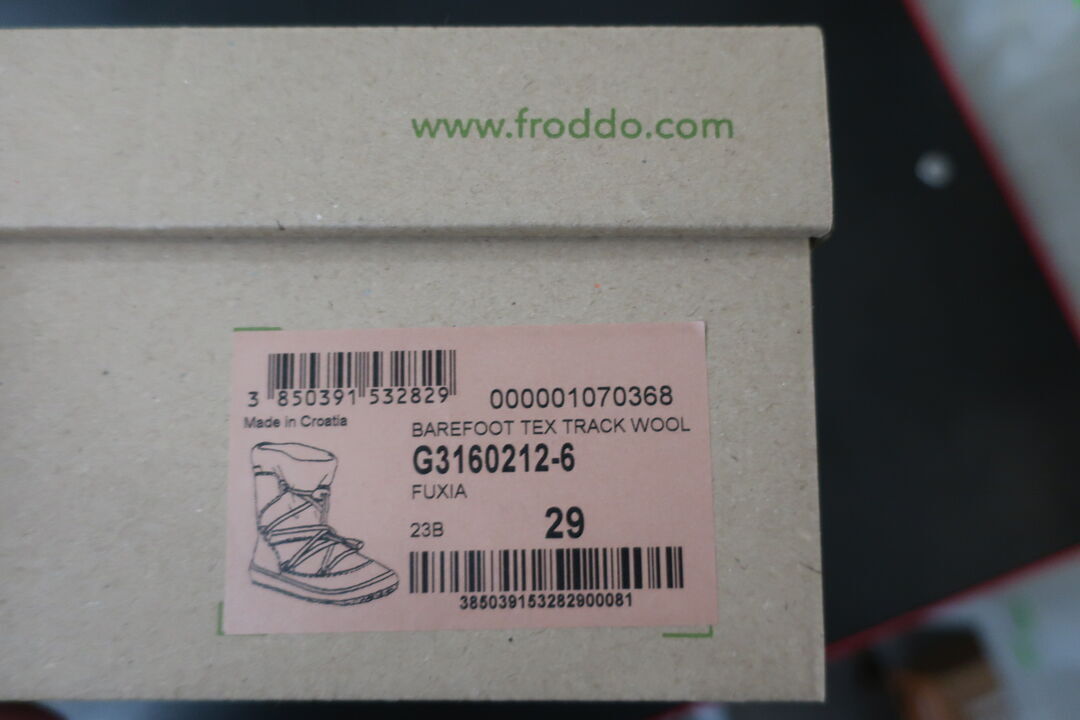 www.froddo.com
3 850391 532829
000001070368
Made in Croatia
BAREFOOT TEX TRACK WOOL
G3160212-6
FUXIA
23B
29
385039153282900081